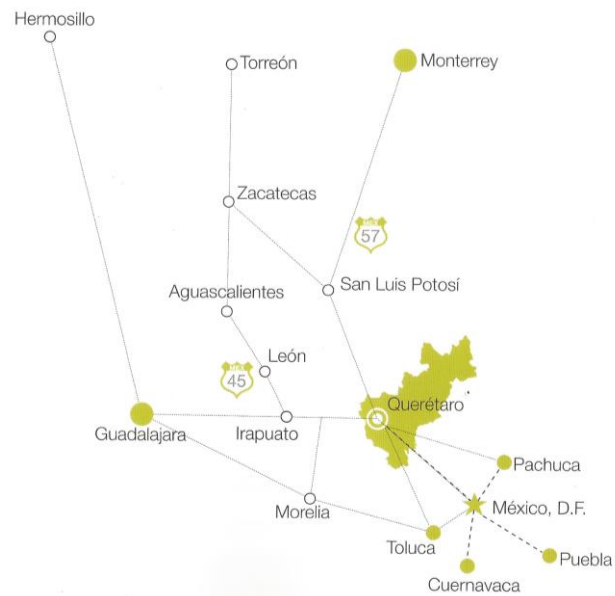 Hermosillo
Torreón
Monterrey
Zacatecas
57
San Luis Potosí
Aguascalientes
León
45
Querétaro
Guadalajara
Irapuato
Pachuca
Morelia
México, D.F.
Toluca
Puebla
Cuernavaca